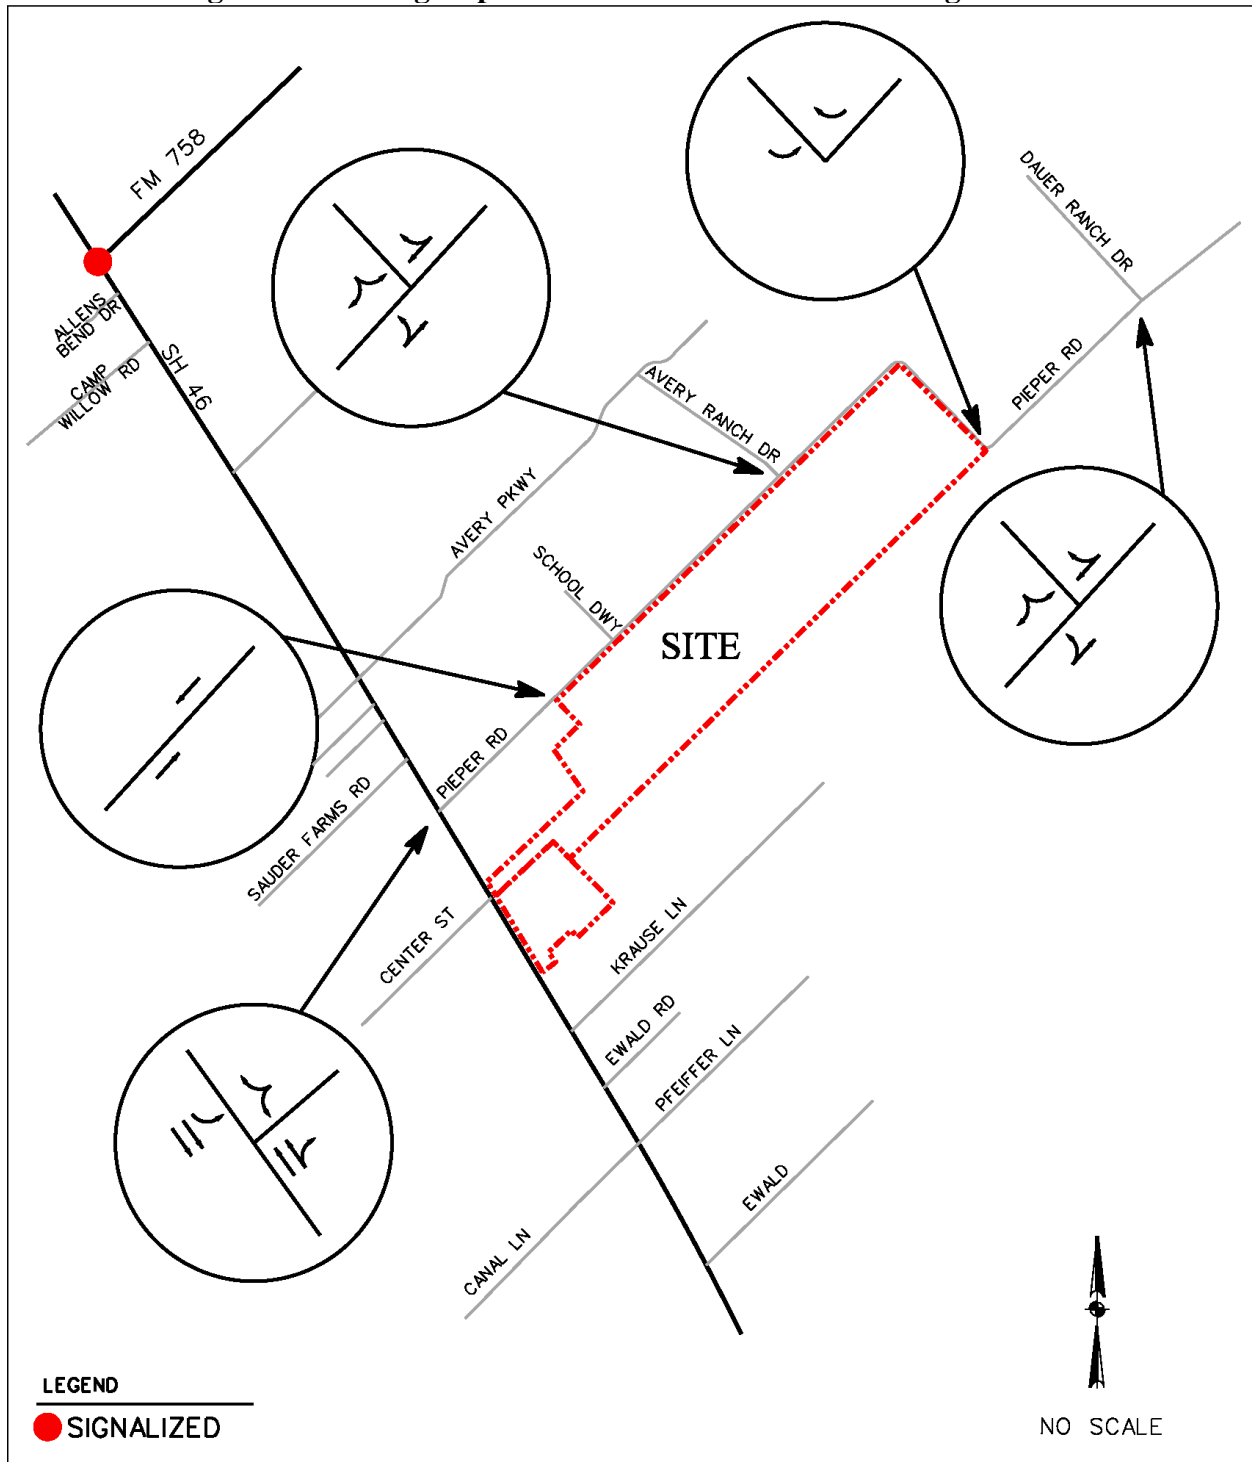 FM 758
DAUER RANCH DR
ALLENS
BEND DR
SH 46
CAMP
WILLOW RD
AVERY RANCH DR
PIEPER RD
AVERY PKWY
SCHOOL DWY
SITE
PIEPER RD
SAUDER FARMS RD
CENTER ST
KRAUSE LN
EWALD RD
PFEIFFER LN
EWALD
CANAL LN
LEGEND
SIGNALIZED
NO SCALE